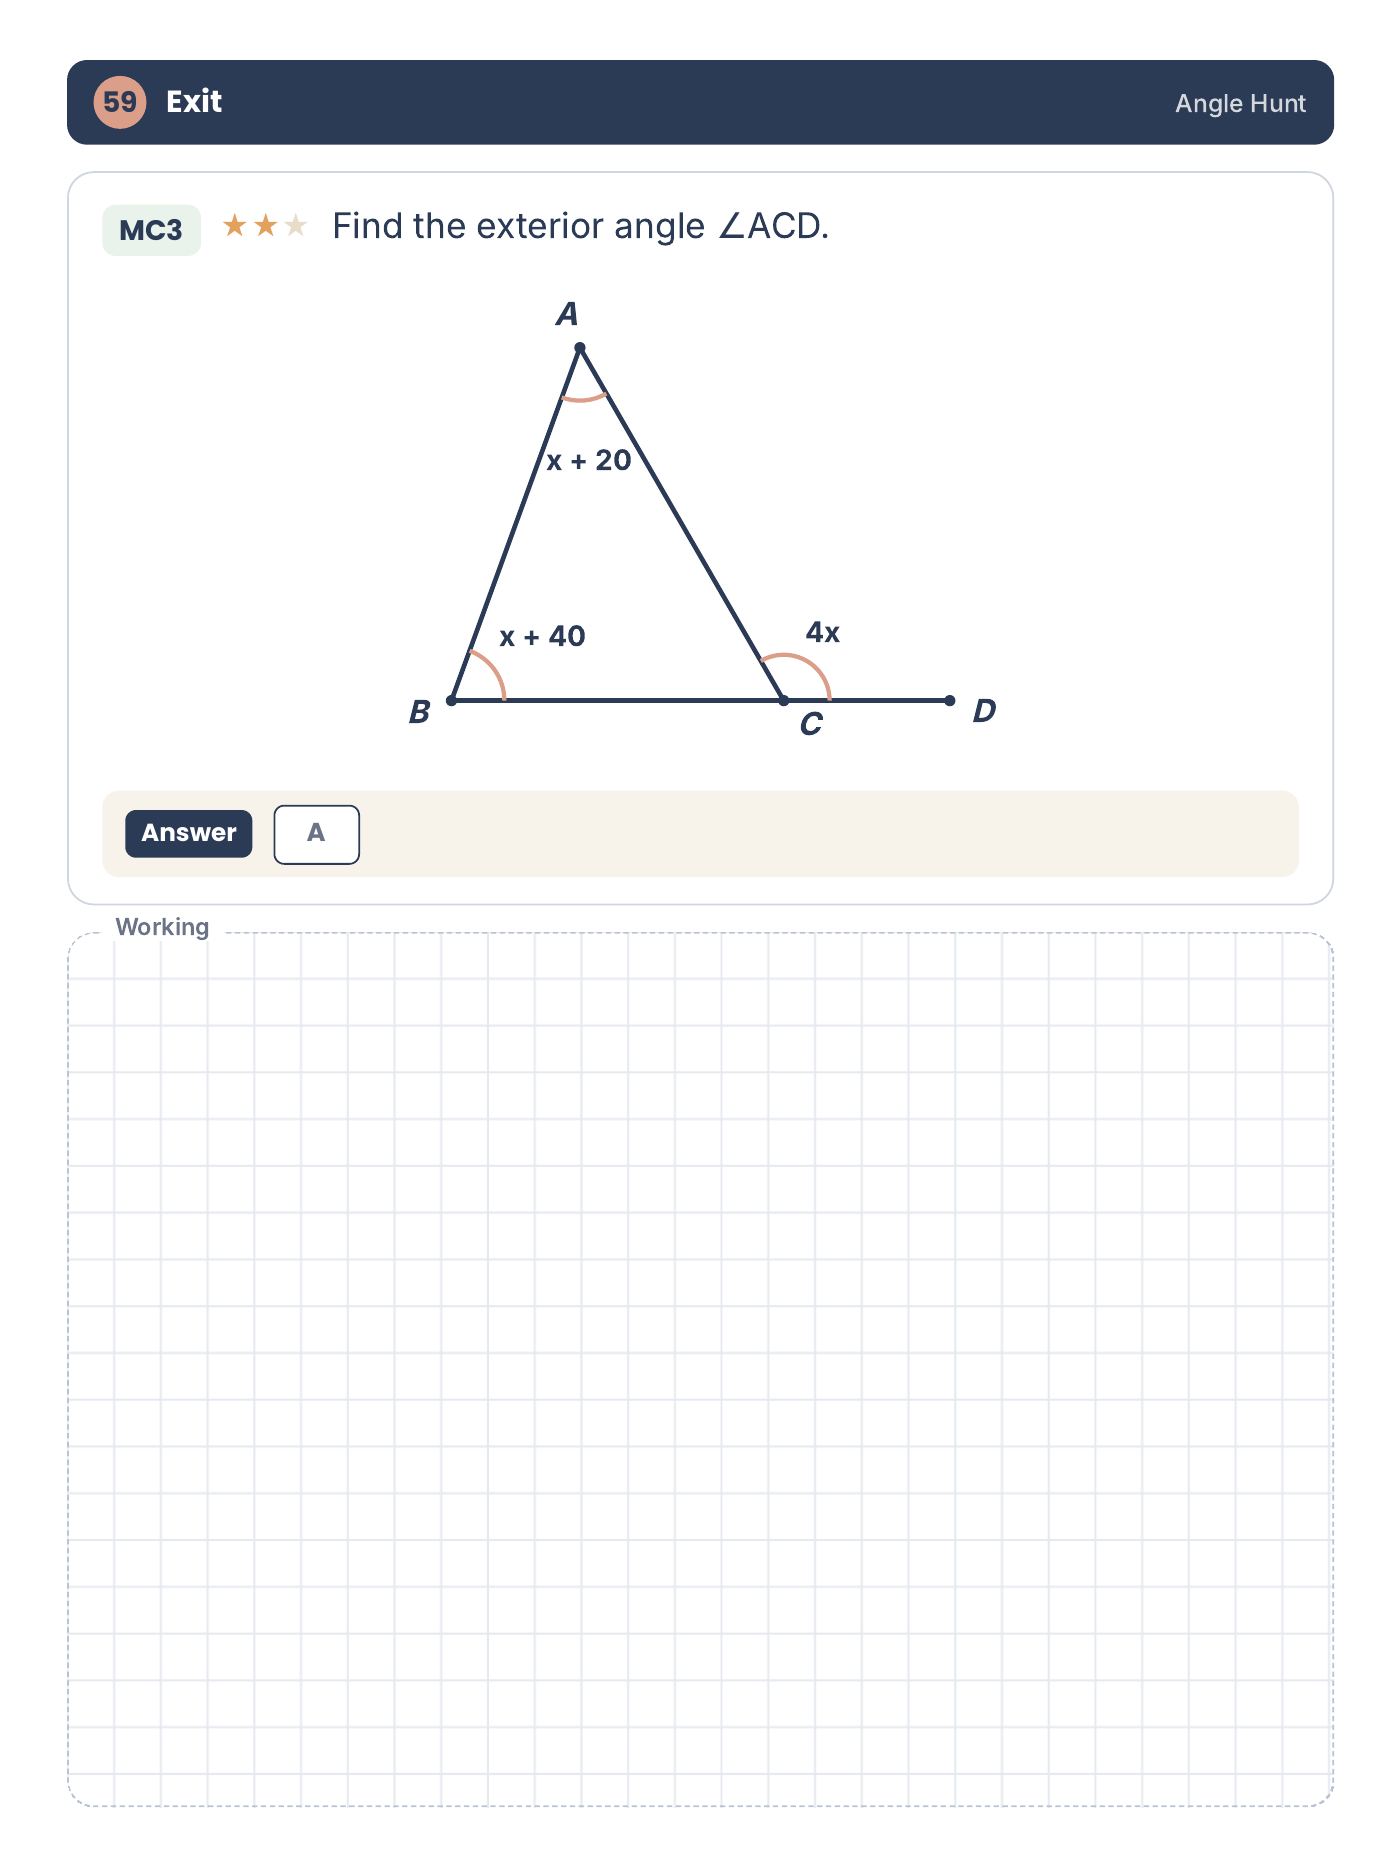 59 Exit Angle Hunt
MC3 ★★★ Find the exterior angle ∠ACD.
A
x + 20
x + 40
4x
B
C
D
Answer A
Working